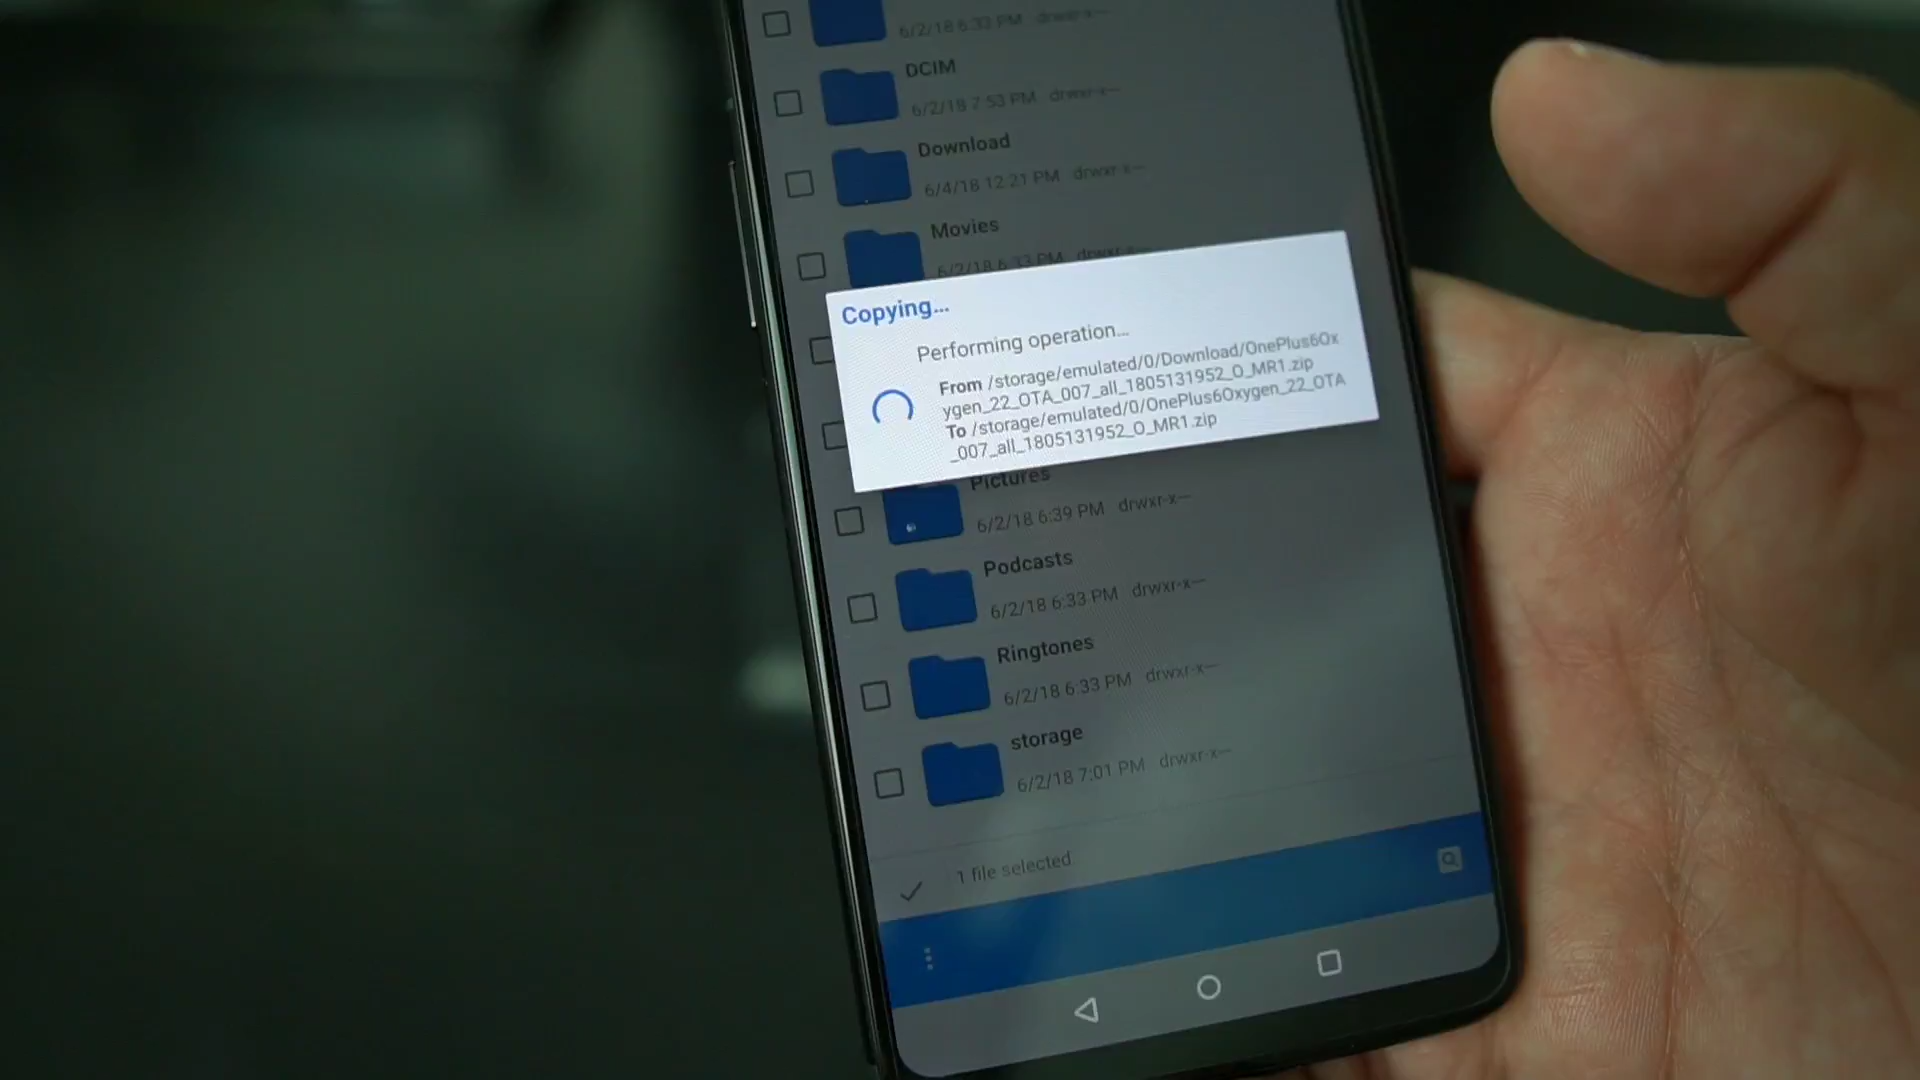 6/2/18 6:33 PM drwxr-x---
DCIM
6/2/18 7:53 PM drwxr-x---
Download
6/4/18 12:21 PM drwxr-x---
Movies
6/2/18 6:33 PM drwxr-x---
Copying...
Performing operation...
From /storage/emulated/0/Download/OnePlus6Ox
ygen_22_OTA_007_all_1805131952_O_MR1.zip
To /storage/emulated/0/OnePlus6Oxygen_22_OTA
_007_all_1805131952_O_MR1.zip
Pictures
6/2/18 6:39 PM drwxr-x---
Podcasts
6/2/18 6:33 PM drwxr-x---
Ringtones
6/2/18 6:33 PM drwxr-x---
storage
6/2/18 7:01 PM drwxr-x---
1 file selected